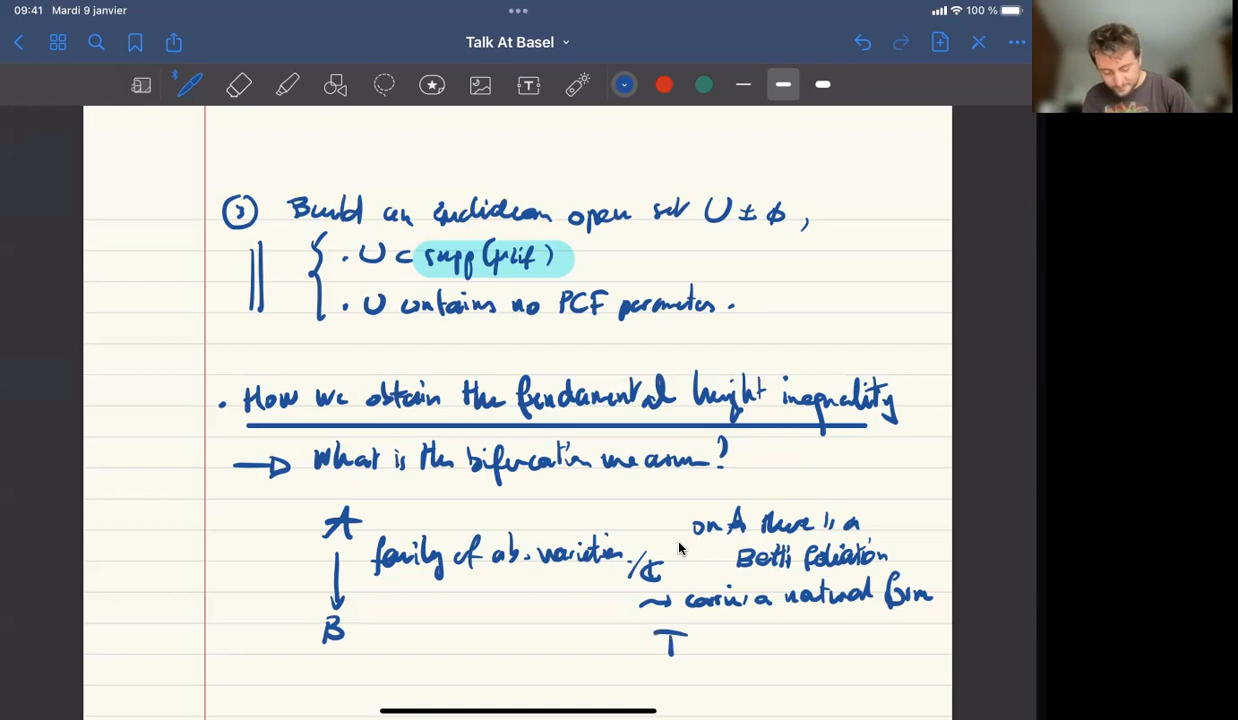 09:41 Mardi 9 janvier
100 %
Talk At Basel
③ Build an Euclidean open set U ≠ ∅,
· U ⊂ supp(μbif)
· U contains no PCF parameter.
· How we obtain the fundamental height inequality
→ What is the bifurcation measure?
A
↓
B
family of ab. varieties /ℂ
on A there is a
Betti foliation
⇝ carries a natural form
T